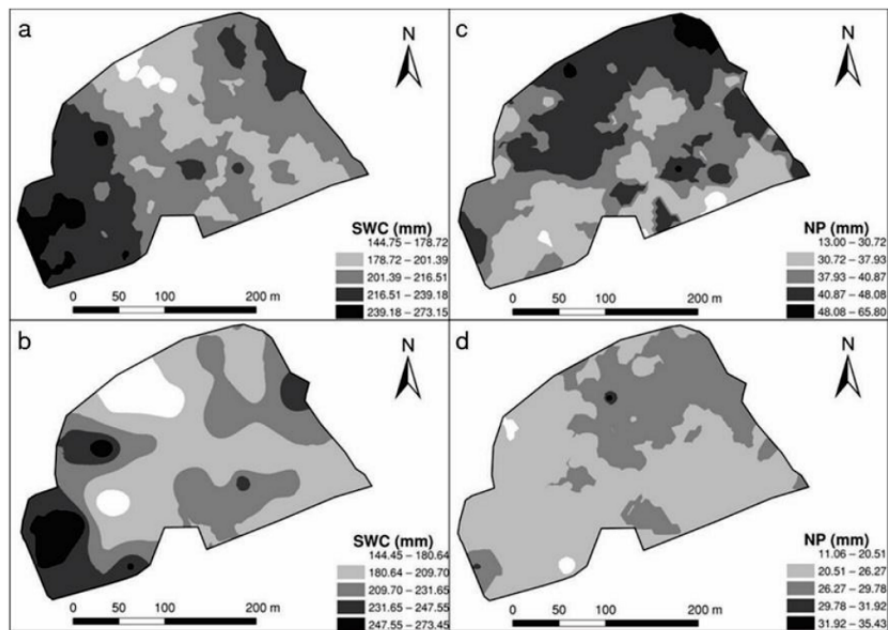 a
N
SWC (mm)
144.75 – 178.72
178.72 – 201.39
201.39 – 216.51
216.51 – 239.18
239.18 – 273.15
0 50 100 200 m
c
N
NP (mm)
13.00 – 30.72
30.72 – 37.93
37.93 – 40.87
40.87 – 48.08
48.08 – 65.80
0 50 100 200 m
b
N
SWC (mm)
144.45 – 180.64
180.64 – 209.70
209.70 – 231.65
231.65 – 247.55
247.55 – 273.45
0 50 100 200 m
d
N
NP (mm)
11.06 – 20.51
20.51 – 26.27
26.27 – 29.78
29.78 – 31.92
31.92 – 35.43
0 50 100 200 m